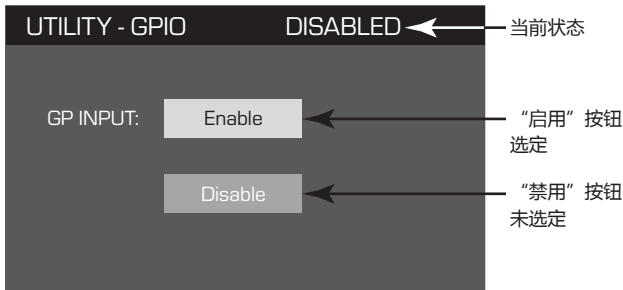 UTILITY - GPIO DISABLED
当前状态
GP INPUT: Enable
“启用”按钮
选定
Disable
“禁用”按钮
未选定